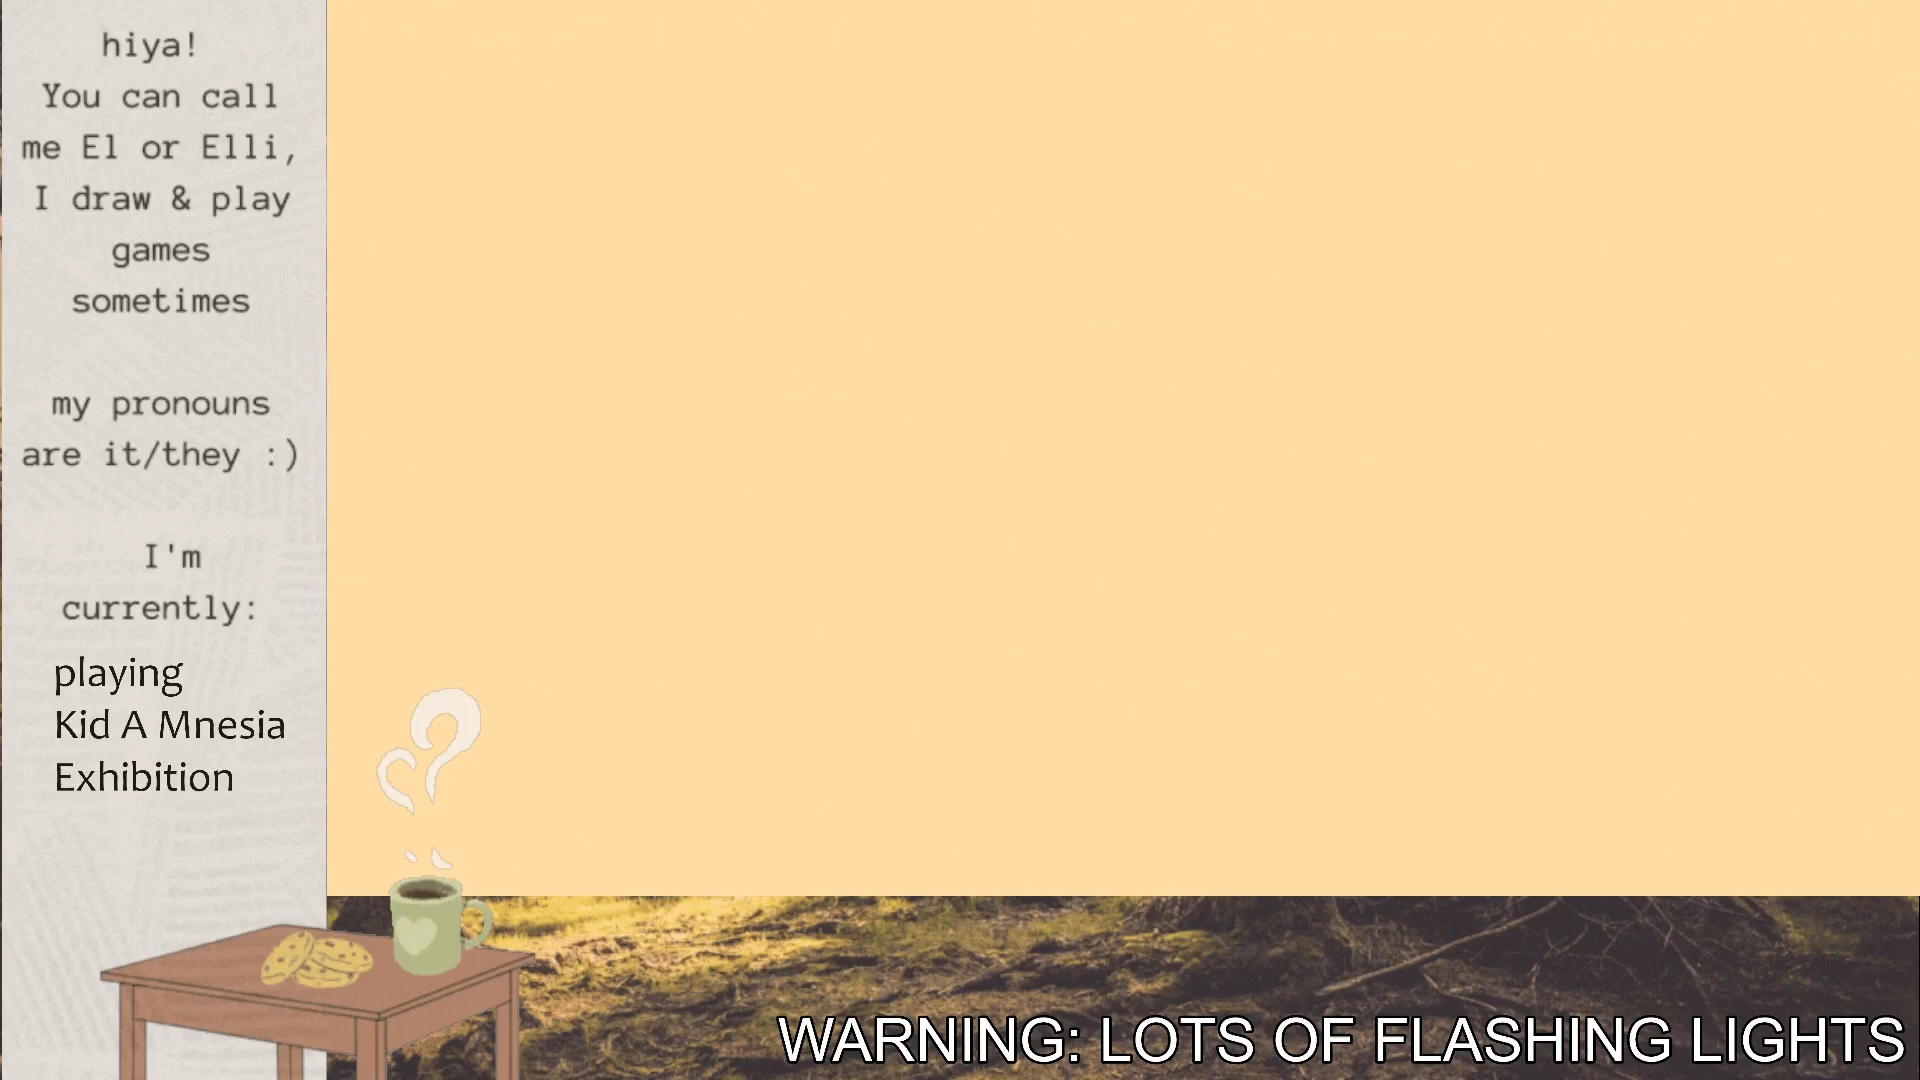 hiya!
You can call
me El or Elli,
I draw & play
games
sometimes
my pronouns
are it/they :)
I'm
currently:
playing
Kid A Mnesia
Exhibition
WARNING: LOTS OF FLASHING LIGHTS